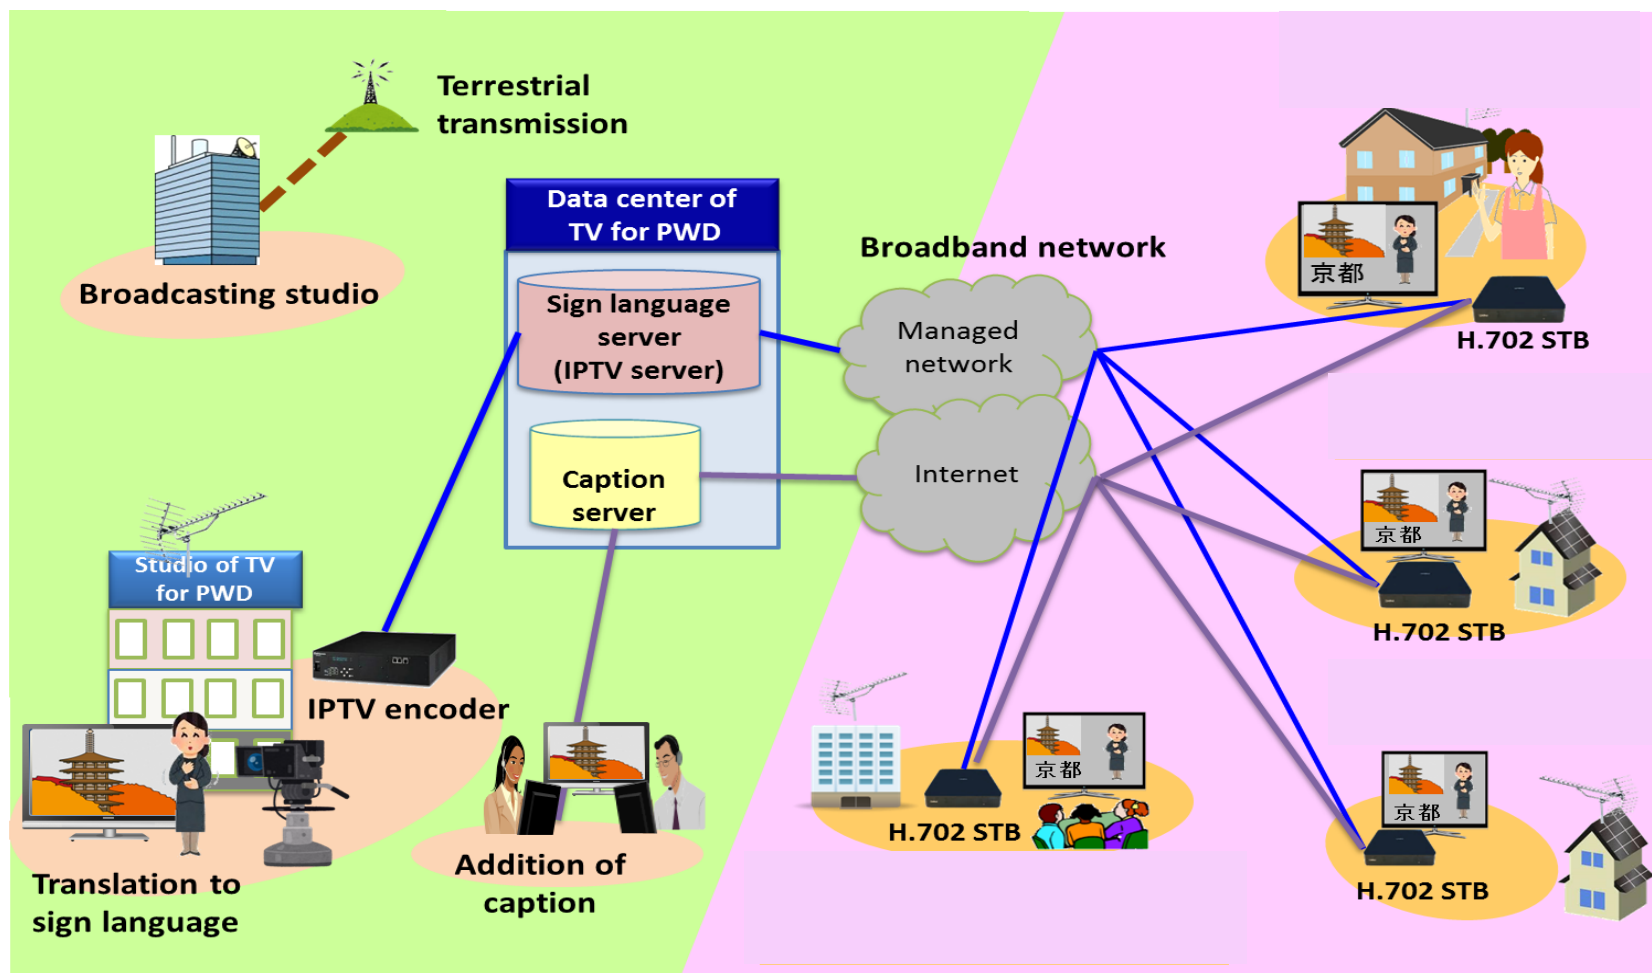 Terrestrial
transmission
Broadcasting studio
Data center of
TV for PWD
Sign language
server
(IPTV server)
Caption
server
Broadband network
Managed
network
Internet
京都
H.702 STB
京都
H.702 STB
京都
H.702 STB
京都
H.702 STB
Studio of TV
for PWD
IPTV encoder
Translation to
sign language
Addition of
caption